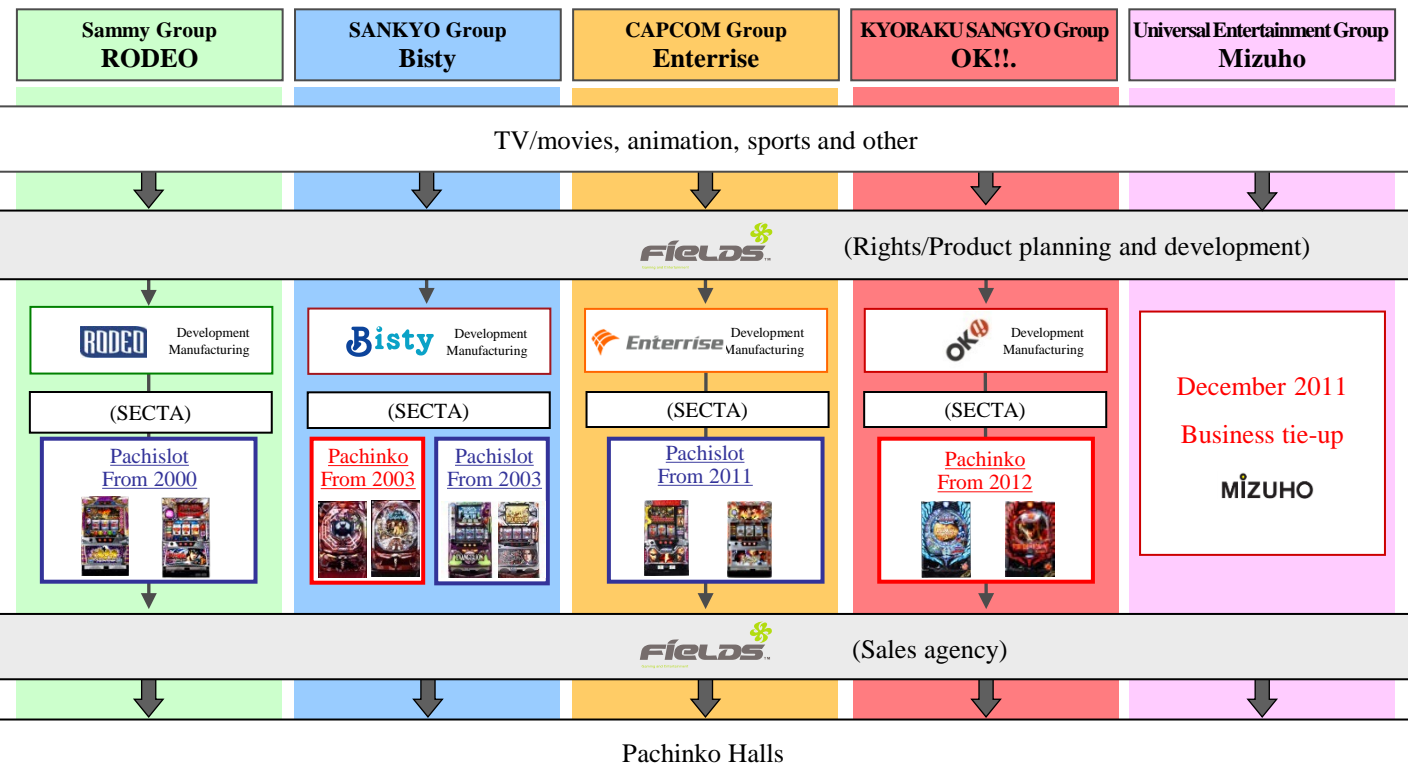 Sammy Group
RODEO
SANKYO Group
Bisty
CAPCOM Group
Enterrise
KYORAKU SANGYO Group
OK!!.
Universal Entertainment Group
Mizuho
TV/movies, animation, sports and other
FIELDS
(Rights/Product planning and development)
RODEO
Development
Manufacturing
Bisty
Development
Manufacturing
Enterrise
Development
Manufacturing
OK!!
Development
Manufacturing
(SECTA)
(SECTA)
(SECTA)
(SECTA)
Pachislot
From 2000
Pachinko
From 2003
Pachislot
From 2003
Pachislot
From 2011
Pachinko
From 2012
December 2011
Business tie-up
MIZUHO
FIELDS
(Sales agency)
Pachinko Halls